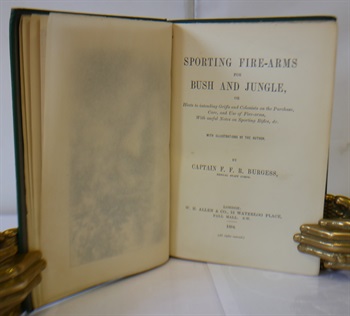 SPORTING FIRE-ARMS
FOR
BUSH AND JUNGLE,
OR
Hints to intending Griffs and Colonists on the Purchase,
Care, and Use of Fire-arms,
With useful Notes on Sporting Rifles, &c.
WITH ILLUSTRATIONS BY THE AUTHOR.
BY
CAPTAIN F. F. R. BURGESS,
LONDON:
W. H. ALLEN & CO., 13 WATERLOO PLACE,
PALL MALL. S.W.
1884.